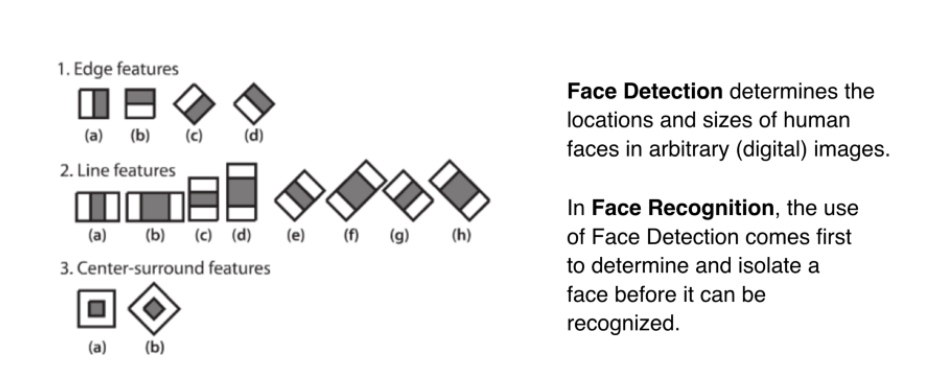 1. Edge features
(a) (b) (c) (d)
2. Line features
(a) (b) (c) (d) (e) (f) (g) (h)
3. Center-surround features
(a) (b)
Face Detection determines the
locations and sizes of human
faces in arbitrary (digital) images.
In Face Recognition, the use
of Face Detection comes first
to determine and isolate a
face before it can be
recognized.